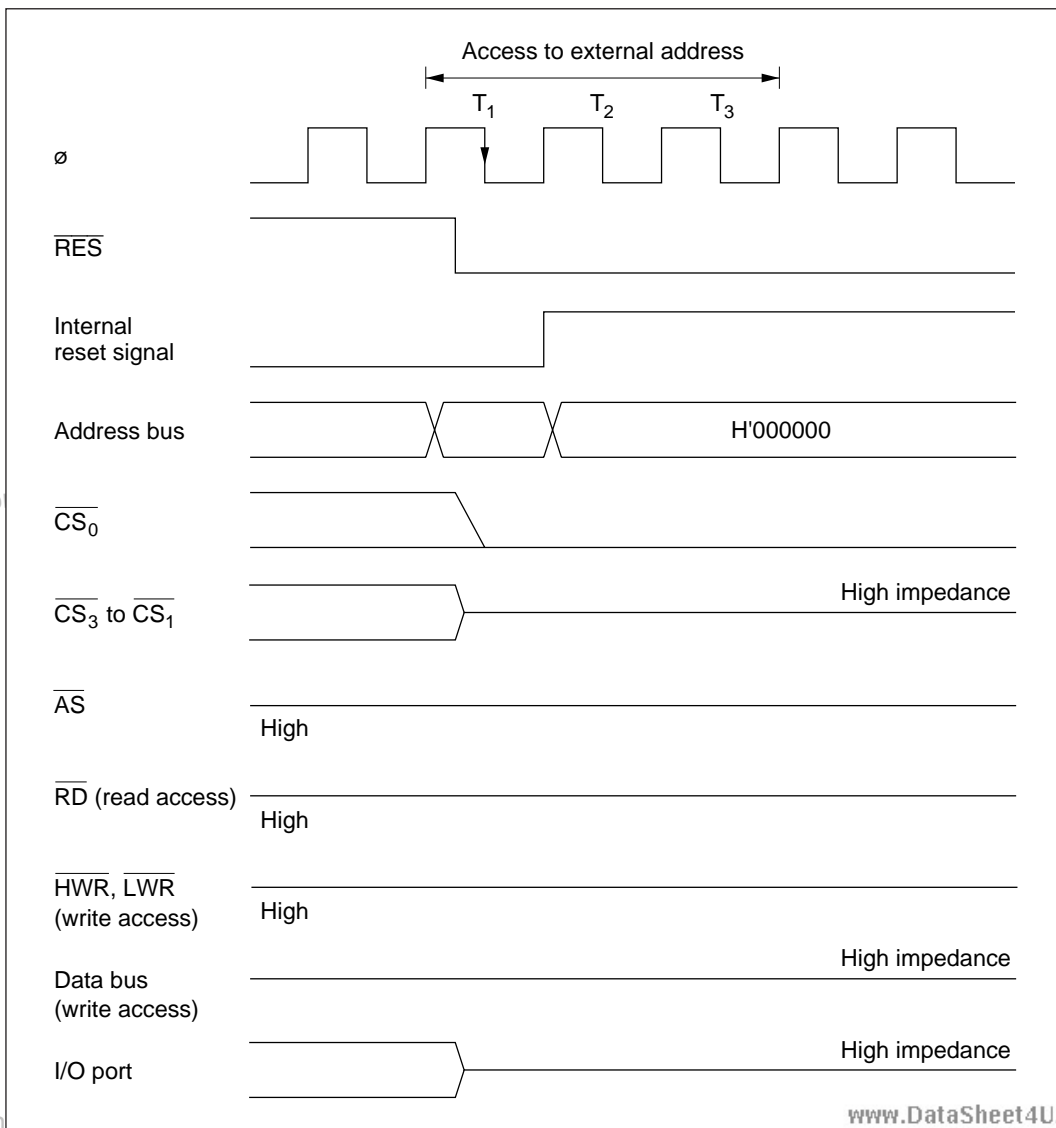 Access to external address
T1 T2 T3
ø
RES
Internal
reset signal
Address bus
H'000000
CS0
CS3 to CS1
High impedance
AS
High
RD (read access)
High
HWR, LWR
(write access)
High
Data bus
(write access)
High impedance
I/O port
High impedance
www.DataSheet4U